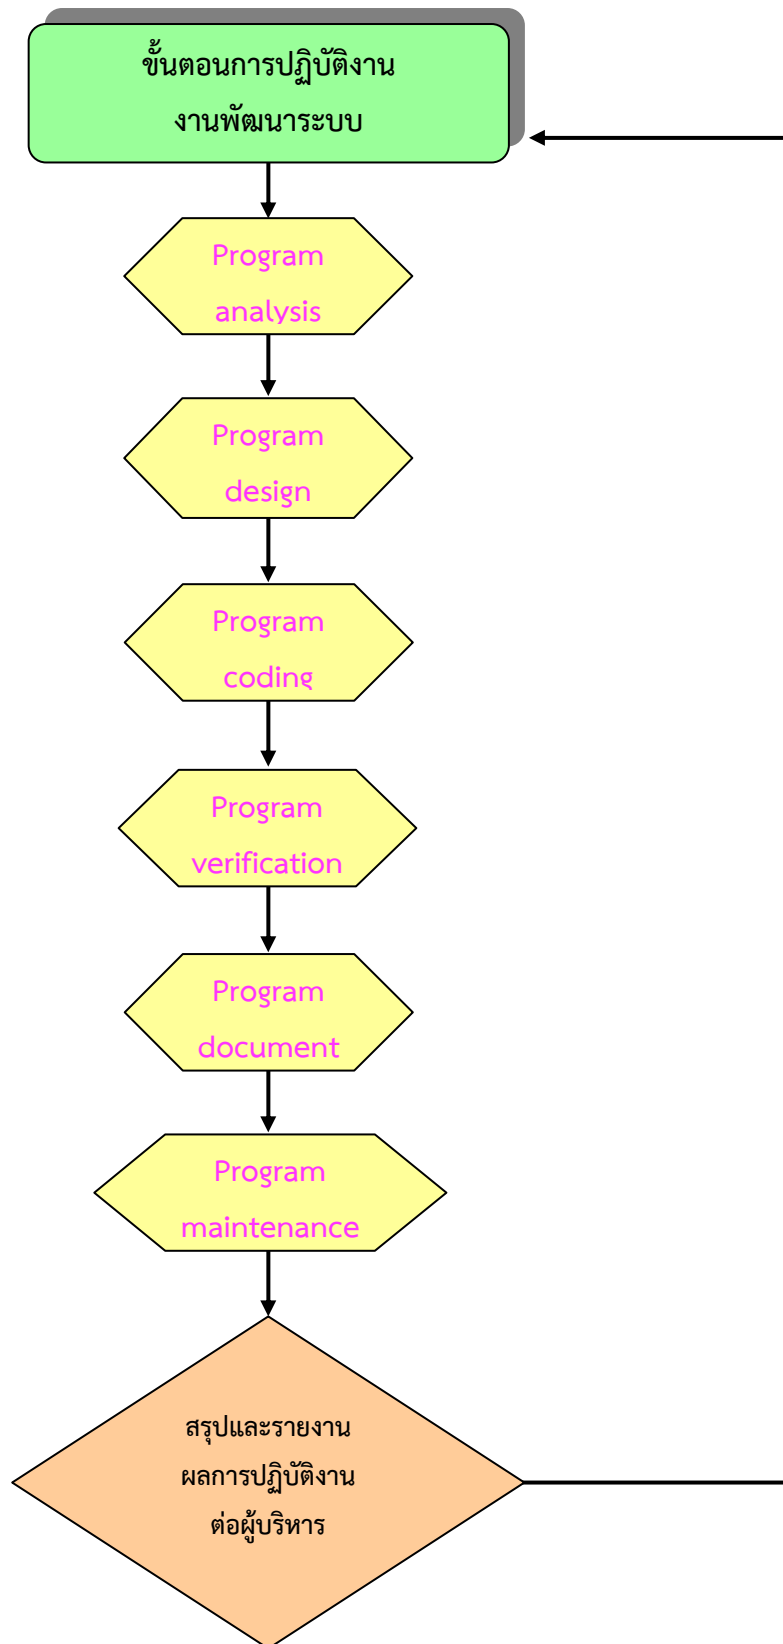 ขั้นตอนการปฏิบัติงาน
งานพัฒนาระบบ
Program
analysis
Program
design
Program
coding
Program
verification
Program
document
Program
maintenance
สรุปและรายงาน
ผลการปฏิบัติงาน
ต่อผู้บริหาร